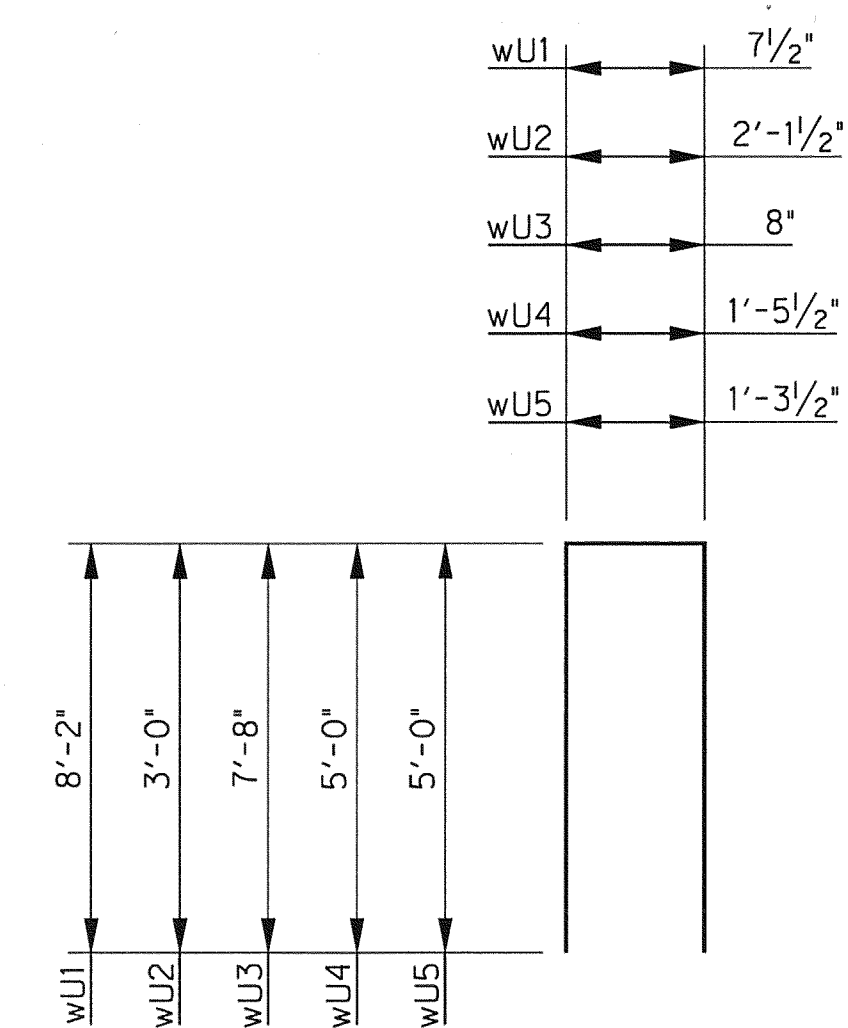 wU1 7 1/2"
wU2 2'-1 1/2"
wU3 8"
wU4 1'-5 1/2"
wU5 1'-3 1/2"
8'-2"
3'-0"
7'-8"
5'-0"
5'-0"
wU1
wU2
wU3
wU4
wU5